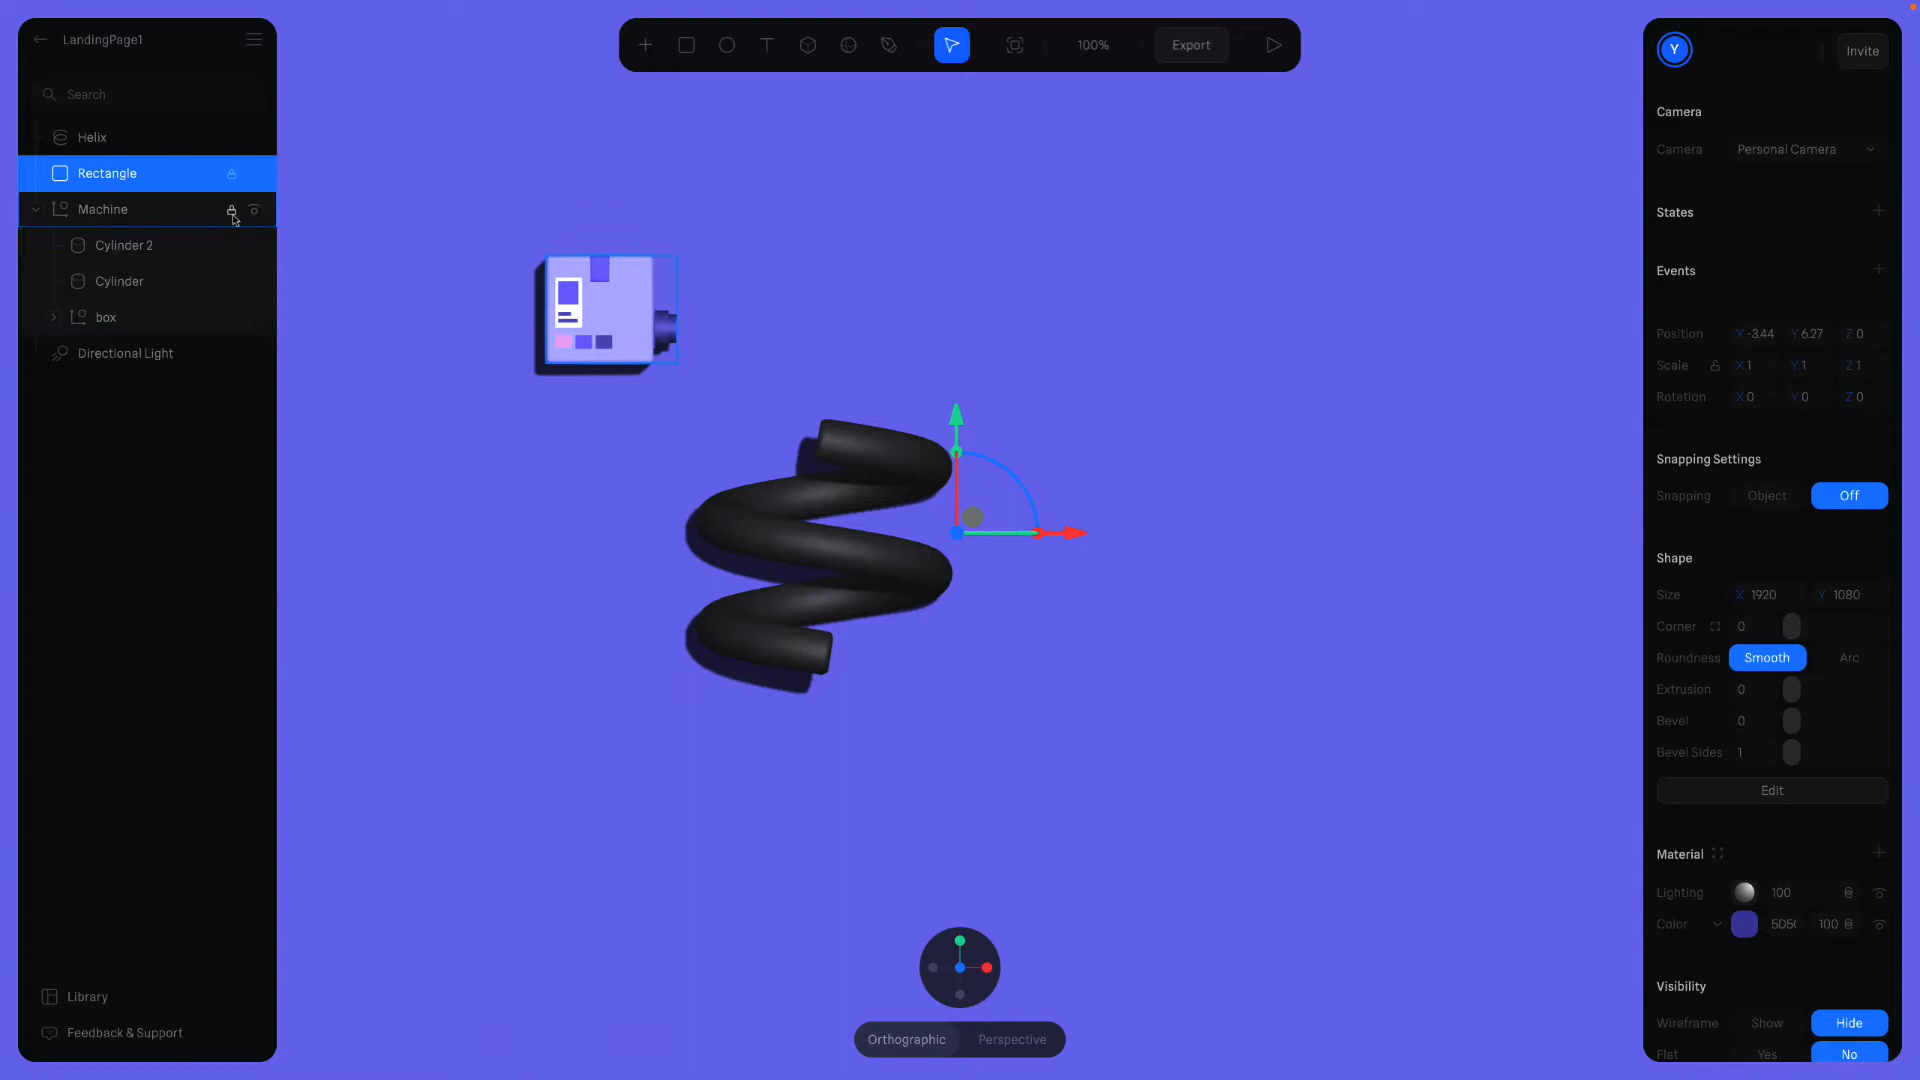 LandingPage1
Search
Helix
Rectangle
Machine
Cylinder 2
Cylinder
box
Directional Light
Library
Feedback & Support
100%
Export
Orthographic
Perspective
Y
Invite
Camera
Camera Personal Camera
States
Events
Position X -3.44 Y 6.27 Z 0
Scale X 1 Y 1 Z 1
Rotation X 0 Y 0 Z 0
Snapping Settings
Snapping Object Off
Shape
Size X 1920 Y 1080
Corner 0
Roundness Smooth Arc
Extrusion 0
Bevel 0
Bevel Sides 1
Edit
Material
Lighting 100
Color 100
Visibility
Wireframe Show Hide
Flat Yes No